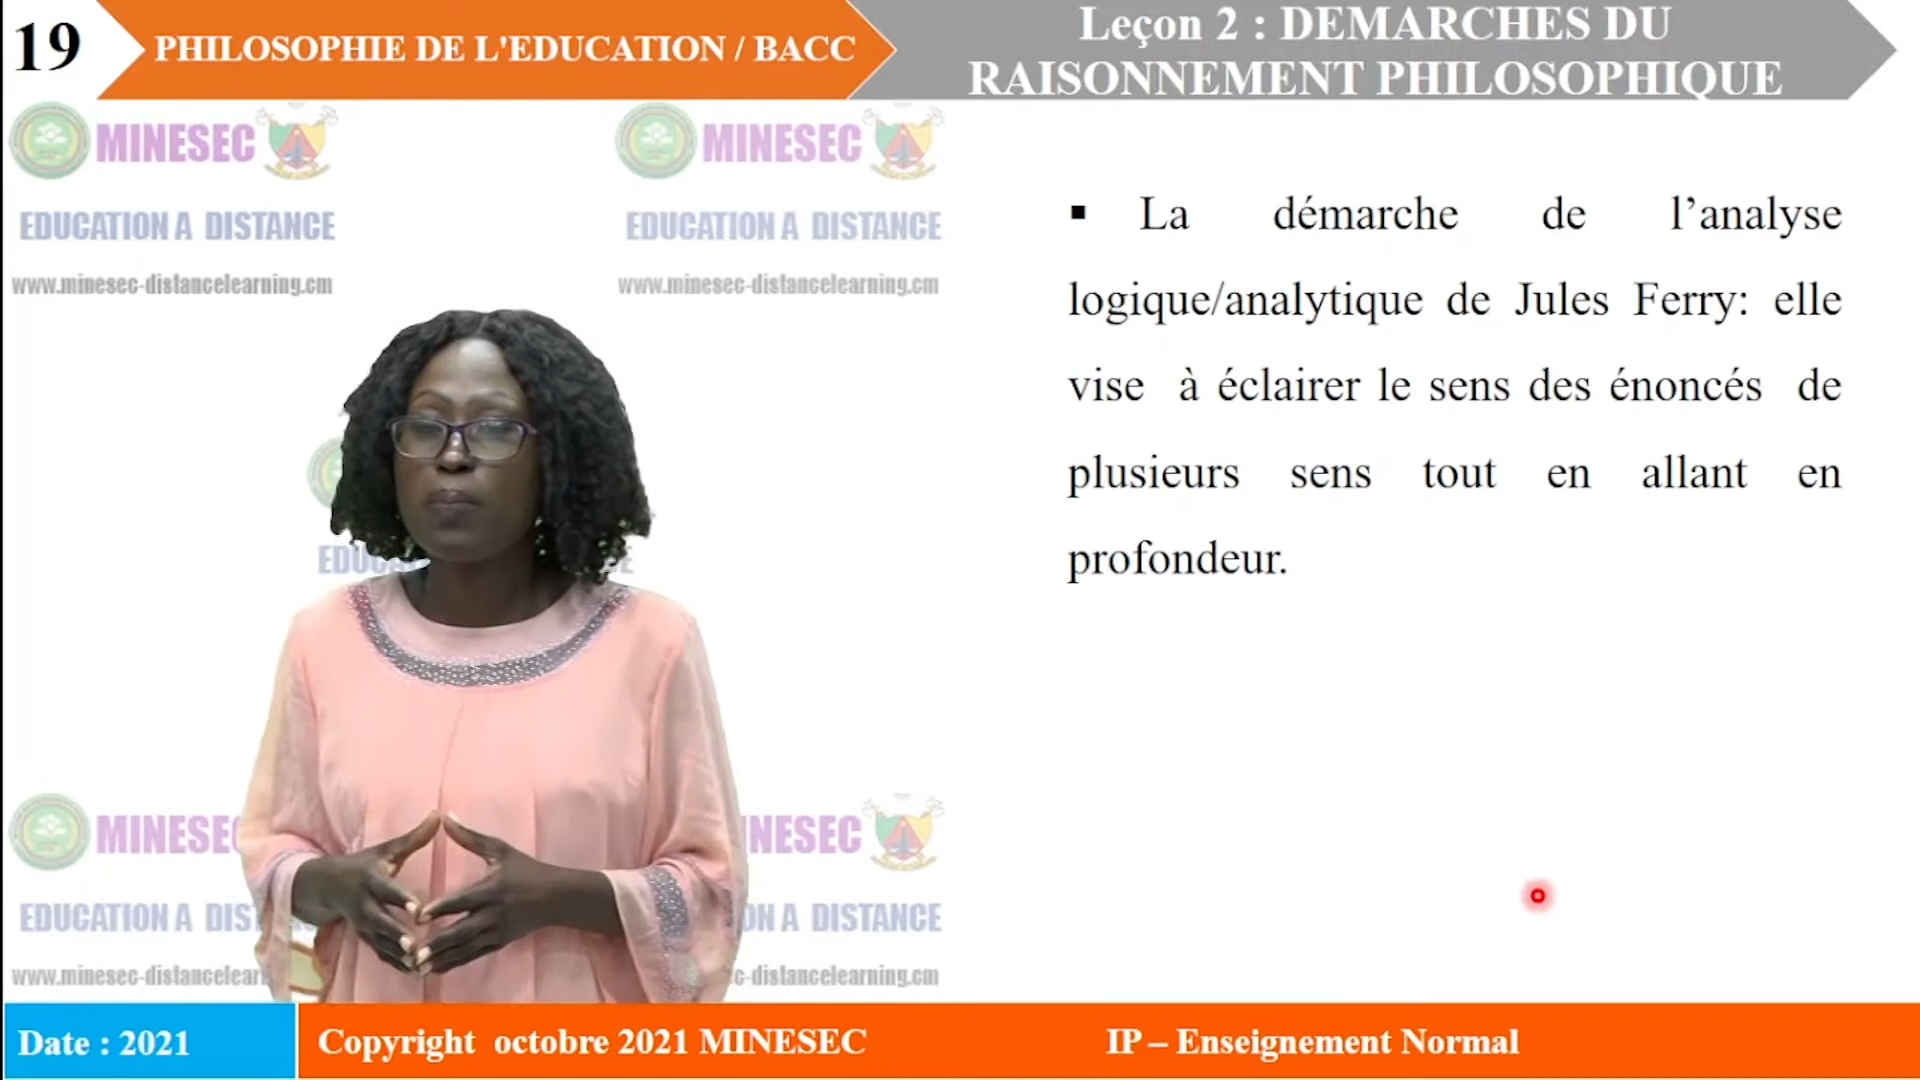 19
PHILOSOPHIE DE L'EDUCATION / BACC
Leçon 2 : DEMARCHES DU
RAISONNEMENT PHILOSOPHIQUE
MINESEC
MINESEC
EDUCATION A DISTANCE
EDUCATION A DISTANCE
www.minesec-distancelearning.cm
www.minesec-distancelearning.cm
▪ La démarche de l’analyse
logique/analytique de Jules Ferry: elle
vise à éclairer le sens des énoncés de
plusieurs sens tout en allant en
profondeur.
MINESEC
NESEC
EDUCATION A DIS
ON A DISTANCE
www.minesec-distancelear
c-distancelearning.cm
Date : 2021
Copyright octobre 2021 MINESEC
IP – Enseignement Normal